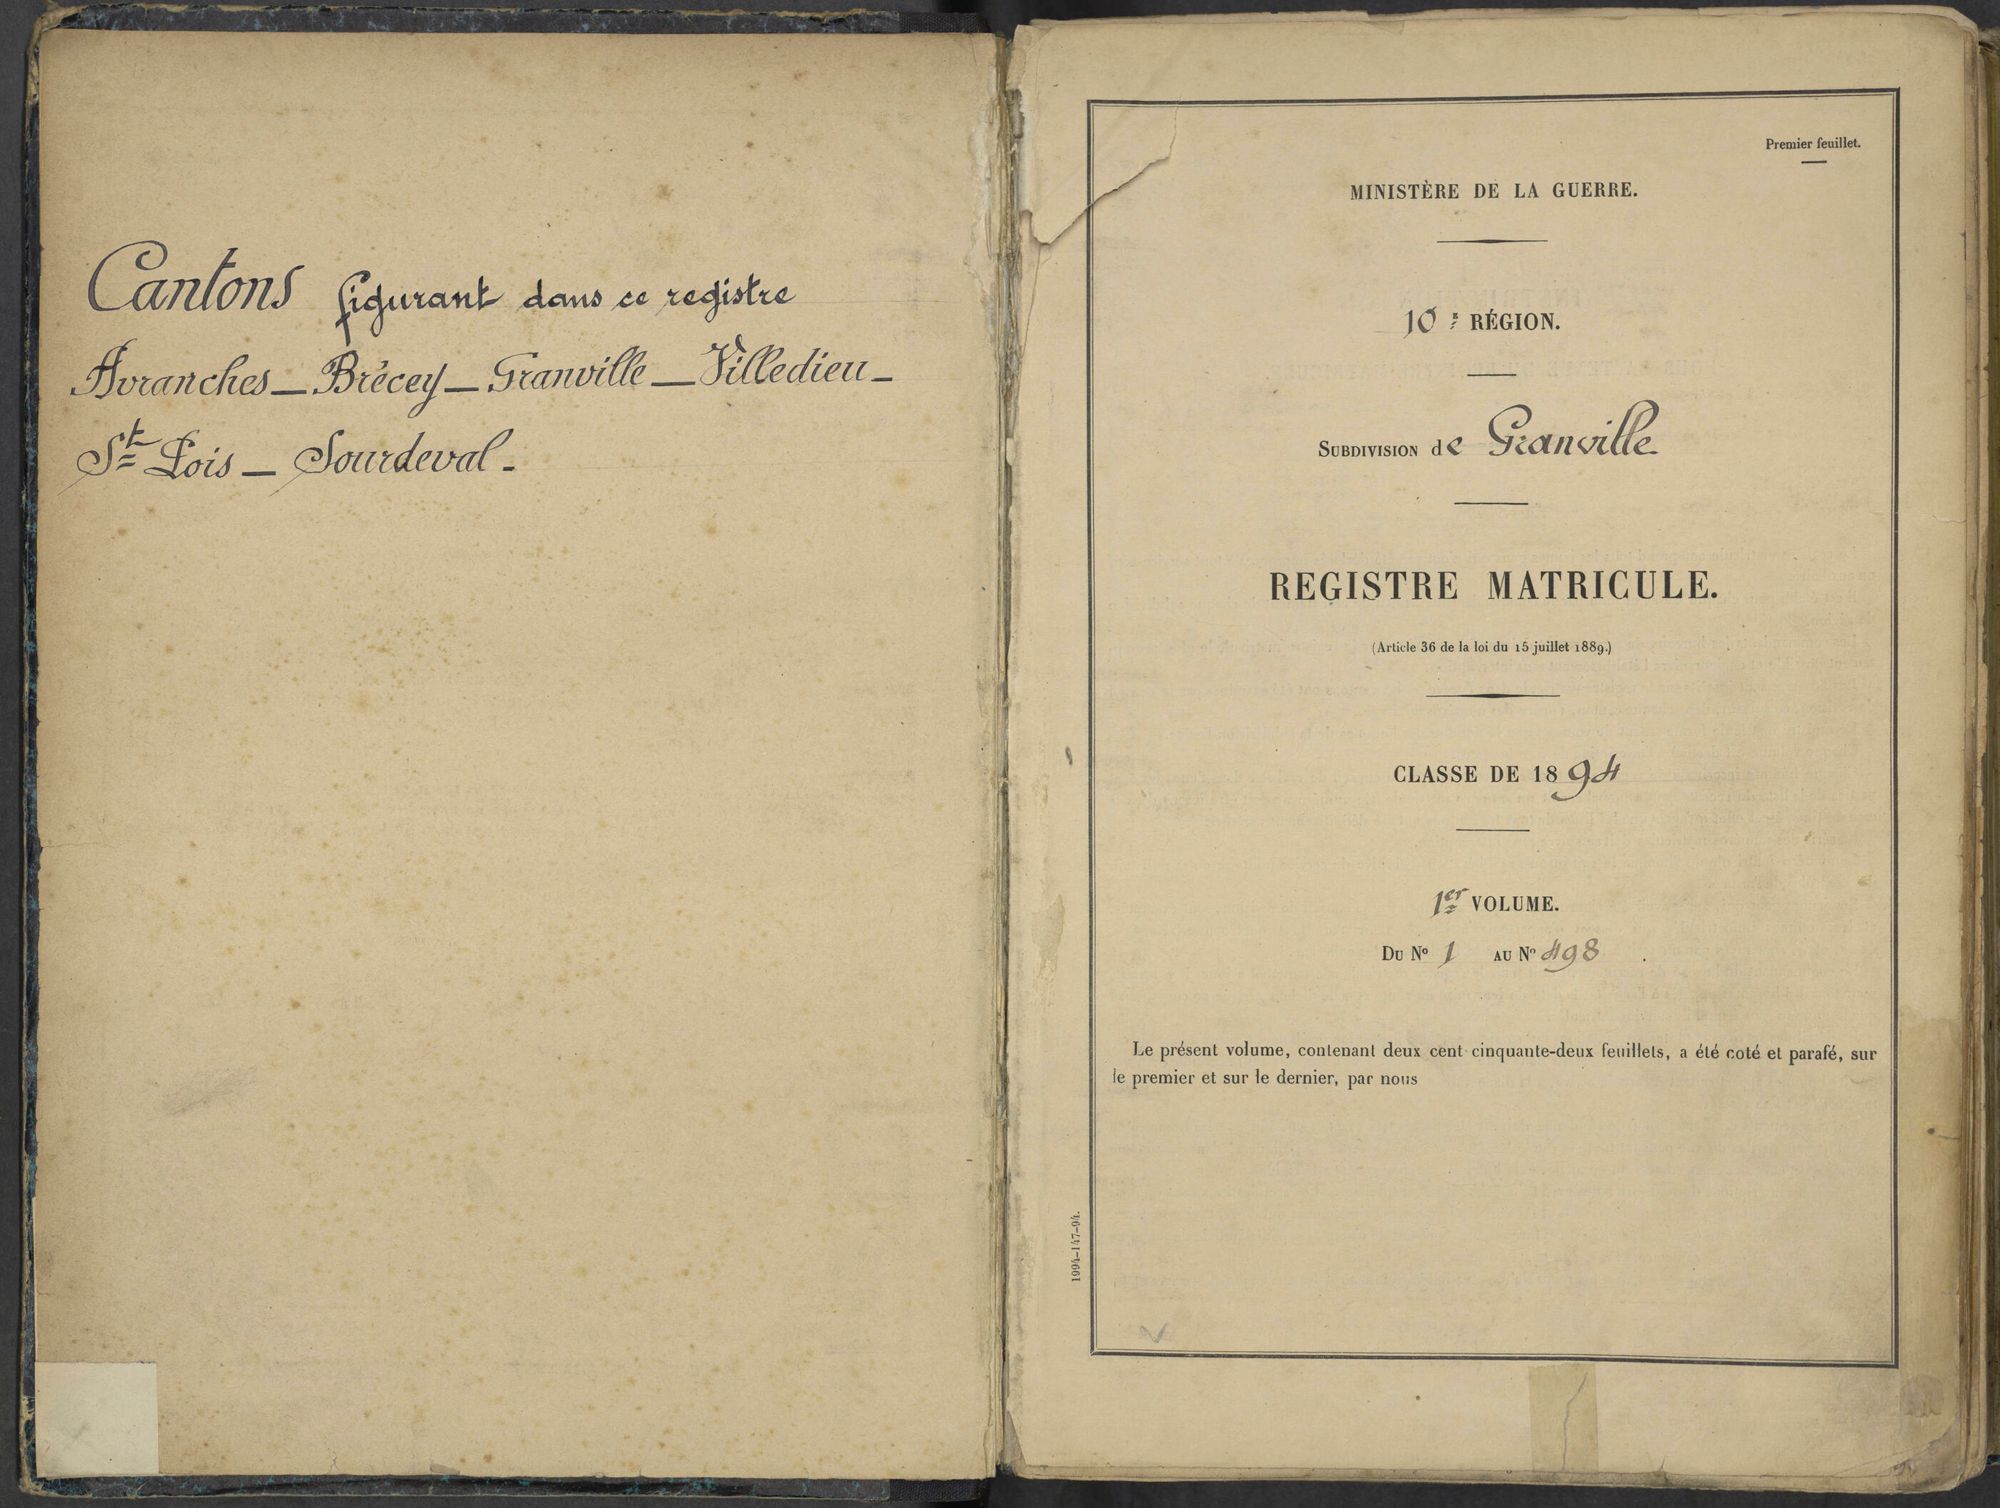 Cantons figurant dans ce registre
Avranches — Brécey — Granville — Villedieu —
St Lois — Sourdeval -
Premier feuillet.
MINISTÈRE DE LA GUERRE.
10e RÉGION.
SUBDIVISION de Granville
REGISTRE MATRICULE.
(Article 36 de la loi du 15 juillet 1889.)
CLASSE DE 1894
1er VOLUME.
DU No 1 AU No 498 .
Le présent volume, contenant deux cent cinquante-deux feuillets, a été coté et parafé, sur
le premier et sur le dernier, par nous
1994-147-94.